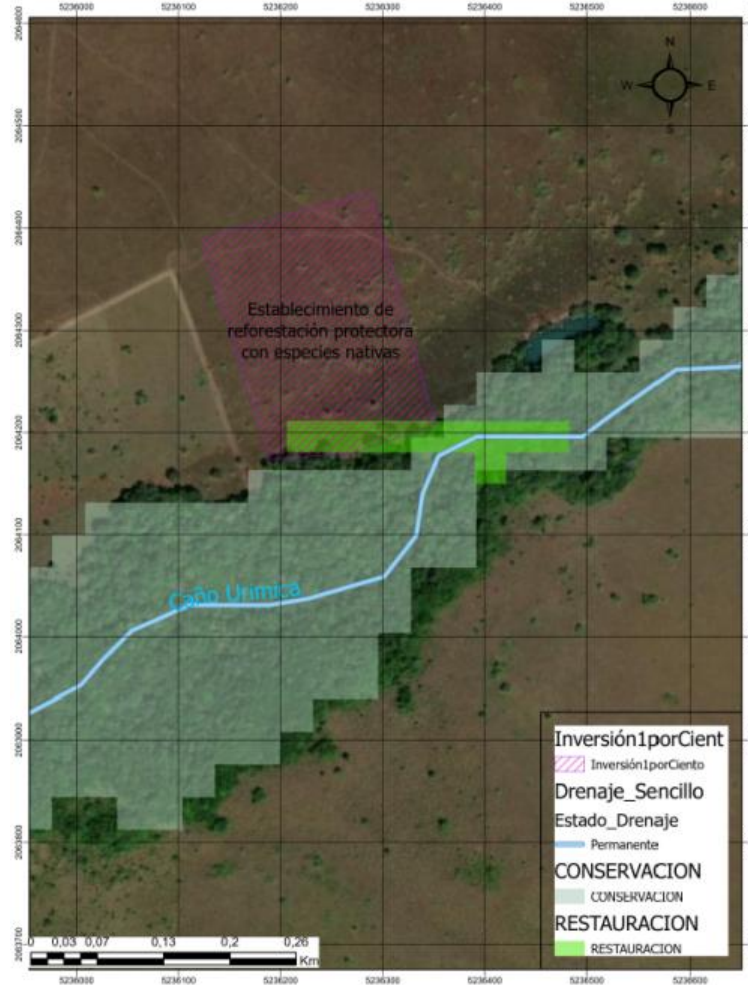 5236000 5236100 5236200 5236300 5236400 5236500 5236600
2064600
2064500
2064400
2064300
2064200
2064100
2064000
2063900
2063800
2063700
N
W E
S
Establecimiento de
reforestación protectora
con especies nativas
Caño Urimica
Inversión1porCient
Inversión1porCiento
Drenaje_Sencillo
Estado_Drenaje
Permanente
CONSERVACION
CONSERVACION
RESTAURACION
RESTAURACION
0 0,03 0,07 0,13 0,2 0,26
Km
5236000 5236100 5236200 5236300 5236400 5236500 5236600